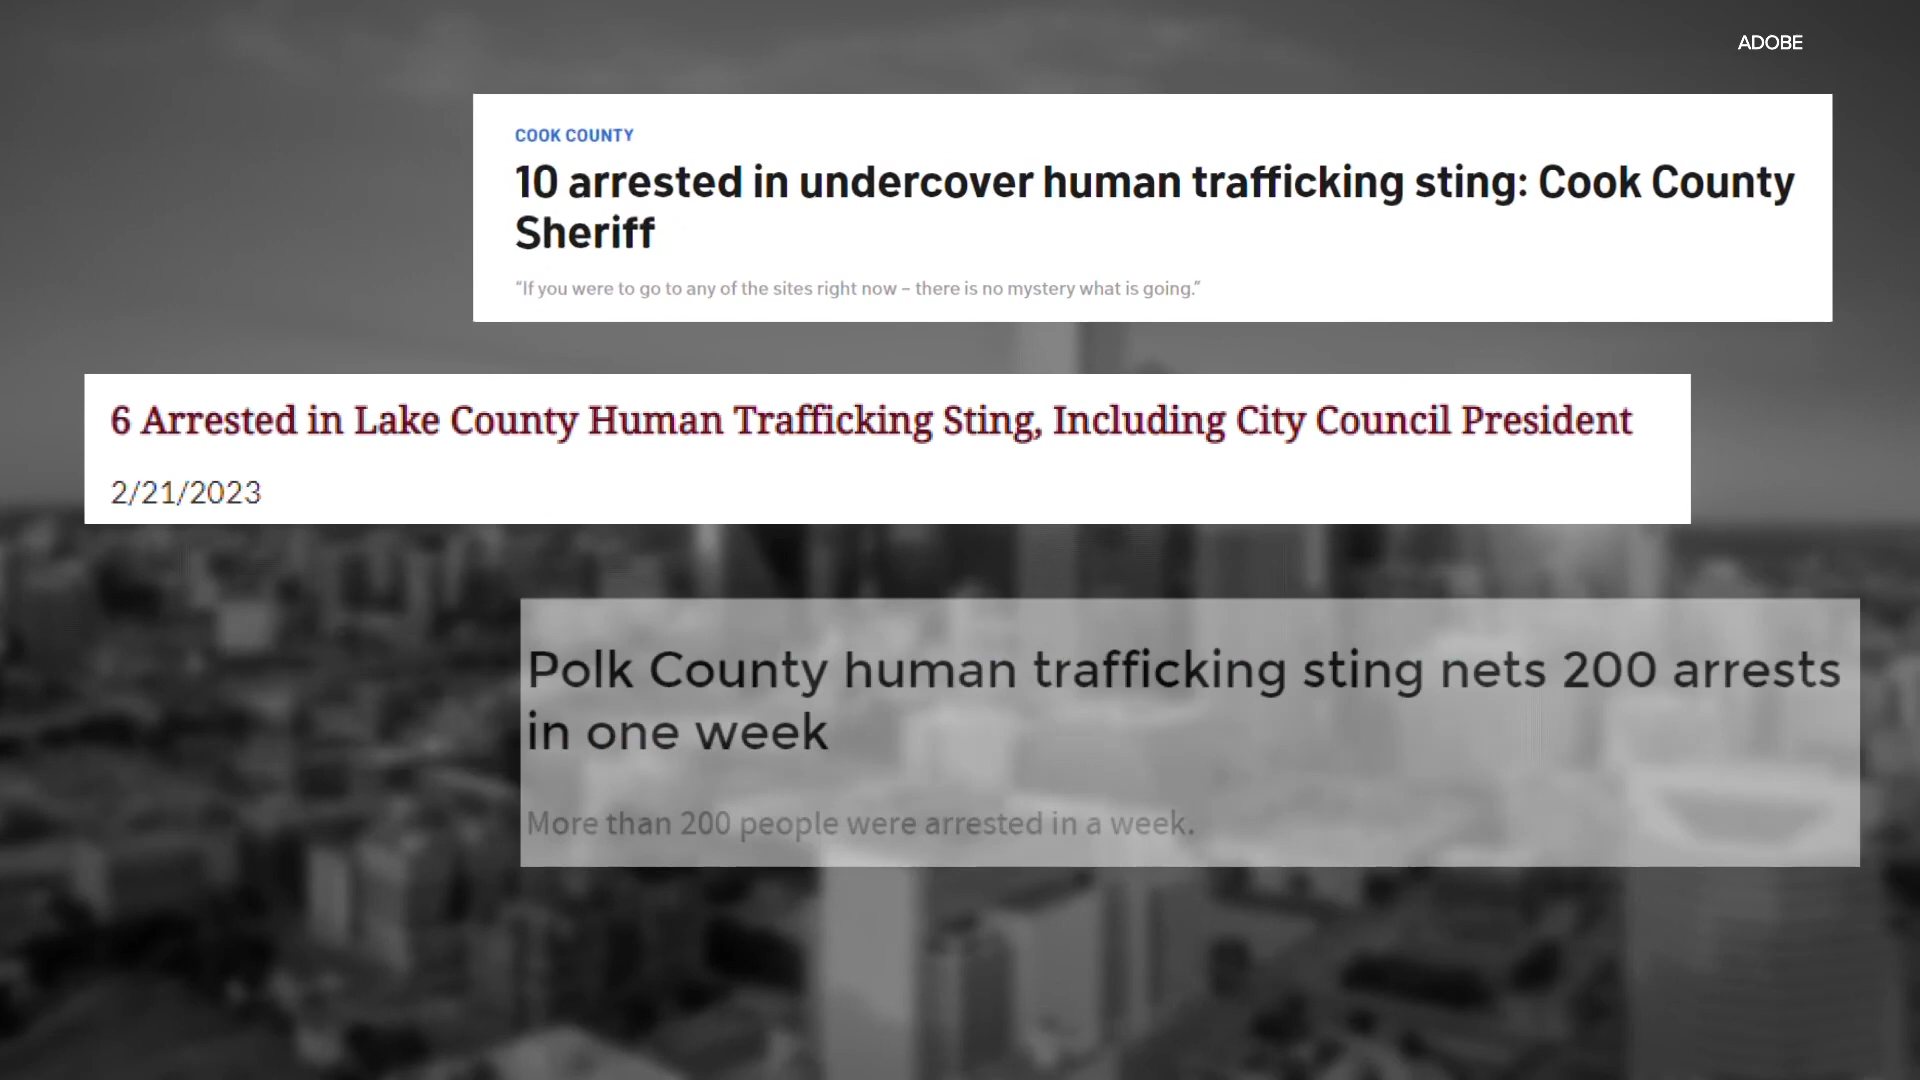 ADOBE
COOK COUNTY
10 arrested in undercover human trafficking sting: Cook County
Sheriff
“If you were to go to any of the sites right now – there is no mystery what is going.”
6 Arrested in Lake County Human Trafficking Sting, Including City Council President
2/21/2023
Polk County human trafficking sting nets 200 arrests
in one week
More than 200 people were arrested in a week.